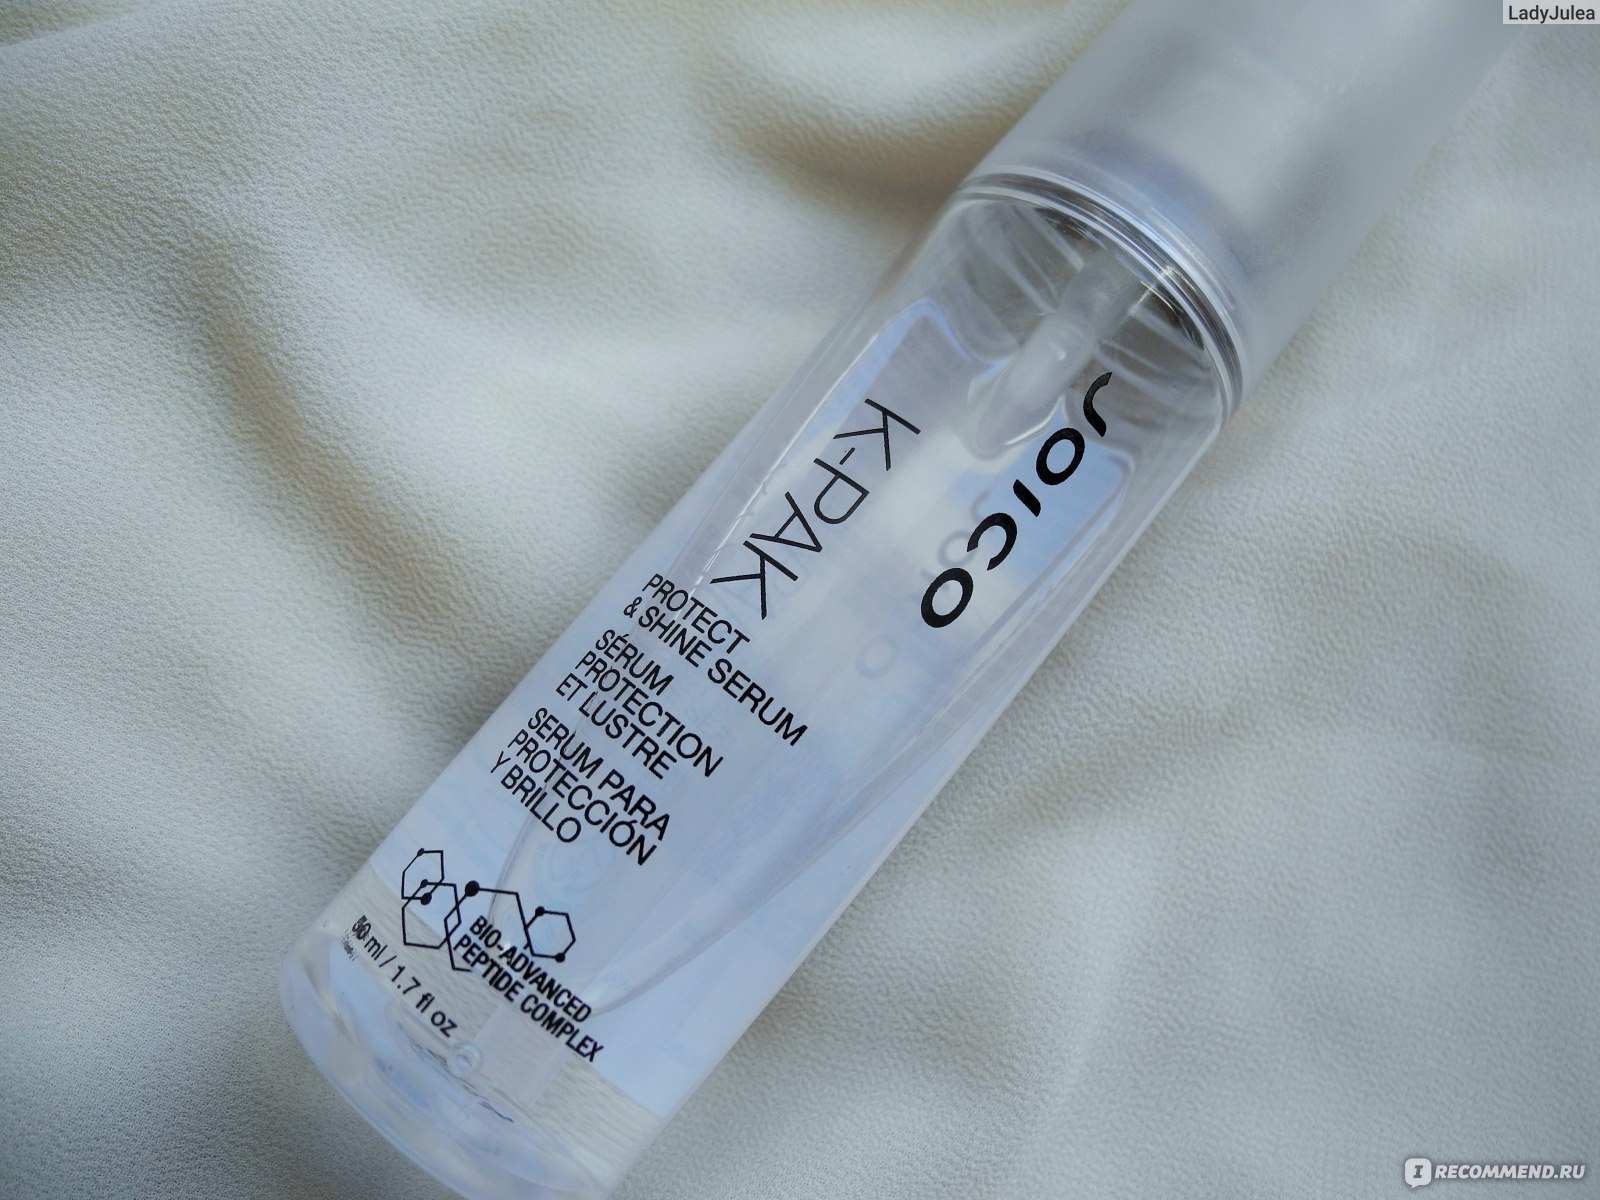 LadyJulea
JOICO
K-PAK
PROTECT
& SHINE SERUM
SÉRUM
PROTECTION
ET LUSTRE
SERUM PARA
PROTECCIÓN
Y BRILLO
BIO-ADVANCED
PEPTIDE COMPLEX
50 ml / 1.7 fl oz
IRECOMMEND.RU